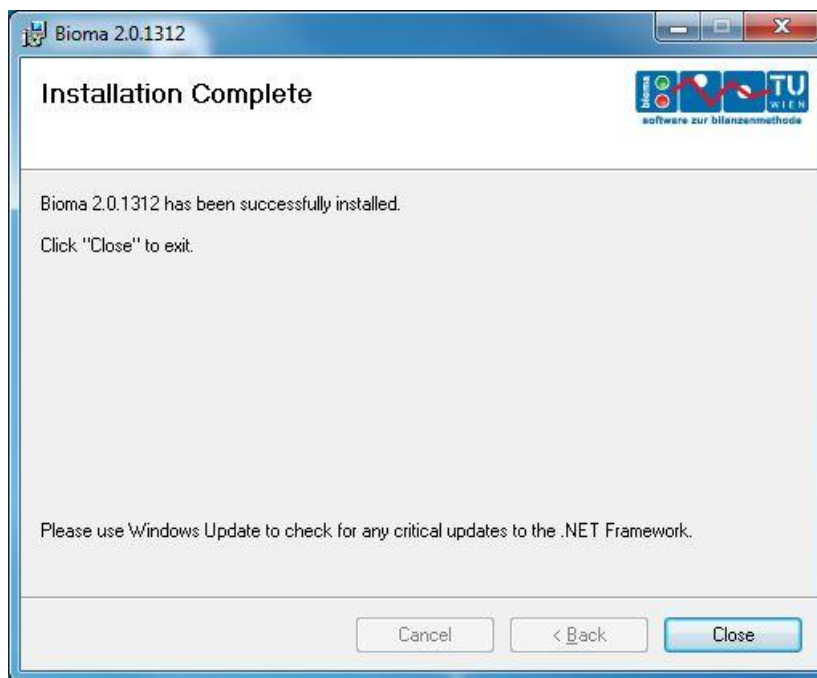 Bioma 2.0.1312
Installation Complete
bioma
TU
WIEN
software zur bilanzenmethode
Bioma 2.0.1312 has been successfully installed.
Click "Close" to exit.
Please use Windows Update to check for any critical updates to the .NET Framework.
Cancel
< Back
Close